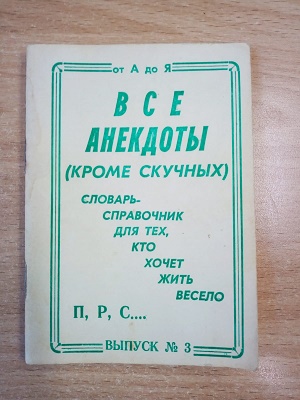 от А до Я
ВСЕ
АНЕКДОТЫ
(КРОМЕ СКУЧНЫХ)
СЛОВАРЬ-
СПРАВОЧНИК
ДЛЯ ТЕХ,
КТО
ХОЧЕТ
ЖИТЬ
ВЕСЕЛО
П, Р, С....
ВЫПУСК № 3